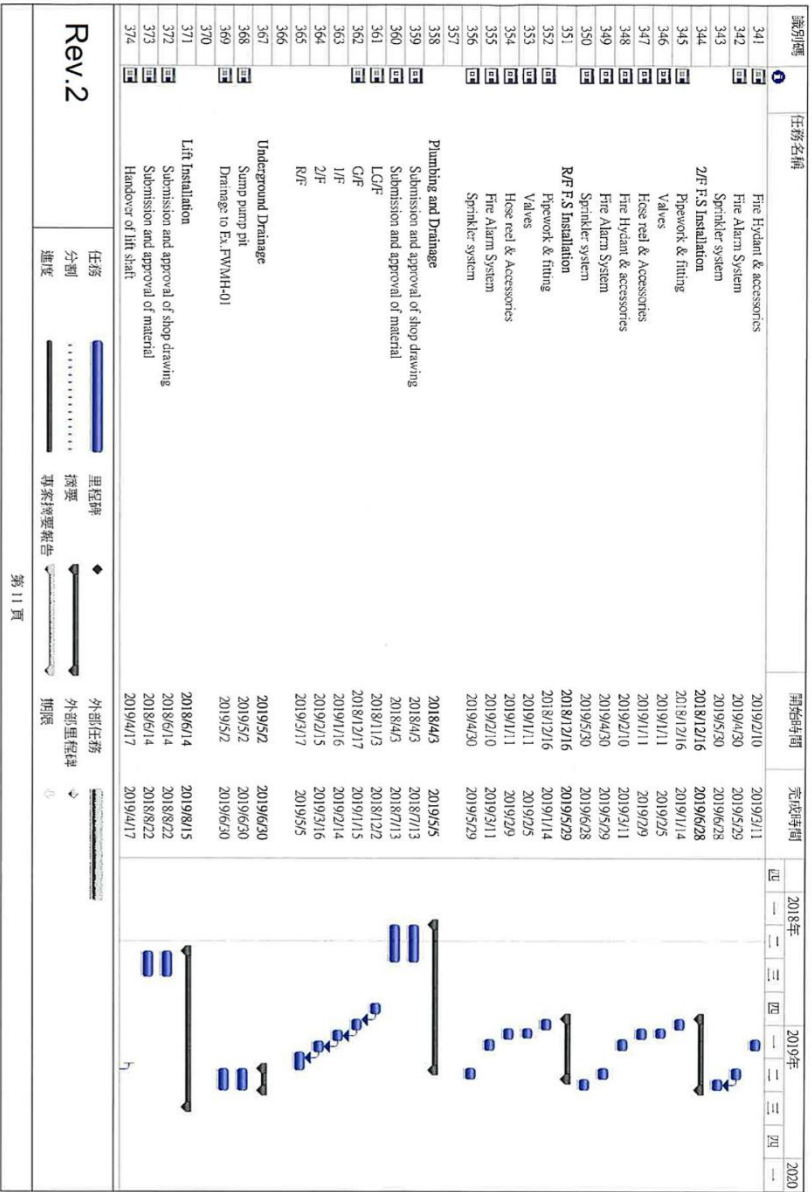 識別碼 任務名稱 開始時間 完成時間 2018年 2019年 2020
四 一 二 三 四 一 二 三 四 一
341 Fire Hydant & accessories 2019/2/10 2019/3/11
342 Fire Alarm System 2019/4/30 2019/5/29
343 Sprinkler system 2019/5/30 2019/6/28
344 2/F F.S Installation 2018/12/16 2019/6/28
345 Pipework & fitting 2018/12/16 2019/1/14
346 Valves 2019/1/11 2019/2/5
347 Hose reel & Accessories 2019/1/11 2019/2/9
348 Fire Hydant & accessories 2019/2/10 2019/3/11
349 Fire Alarm System 2019/4/30 2019/5/29
350 Sprinkler system 2019/5/30 2019/6/28
351 R/F F.S Installation 2018/12/16 2019/5/29
352 Pipework & fitting 2018/12/16 2019/1/14
353 Valves 2019/1/11 2019/2/5
354 Hose reel & Accessories 2019/1/11 2019/2/9
355 Fire Alarm System 2019/2/10 2019/3/11
356 Sprinkler system 2019/4/30 2019/5/29
357
358 Plumbing and Drainage 2018/4/3 2019/5/5
359 Submission and approval of shop drawing 2018/4/3 2018/7/13
360 Submission and approval of material 2018/4/3 2018/7/13
361 LG/F 2018/11/3 2018/12/2
362 G/F 2018/12/17 2019/1/15
363 1/F 2019/1/16 2019/2/14
364 2/F 2019/2/15 2019/3/16
365 R/F 2019/3/17 2019/5/5
366
367 Underground Drainage 2019/5/2 2019/6/30
368 Sump pump pit 2019/5/2 2019/6/30
369 Drainage to Ex. FWMH-01 2019/5/2 2019/6/30
370
371 Lift Installation 2018/6/14 2019/8/15
372 Submission and approval of shop drawing 2018/6/14 2018/8/22
373 Submission and approval of material 2018/6/14 2018/8/22
374 Handover of lift shaft 2019/4/17 2019/4/17
Rev.2
任務 里程碑 外部任務
分割 摘要 外部里程碑
進度 專案摘要報告 期限
第 11 頁